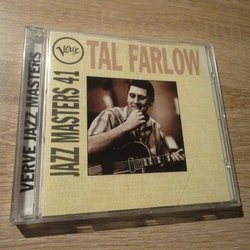 VERVE JAZZ MASTERS
Verve
TAL FARLOW
JAZZ MASTERS 41